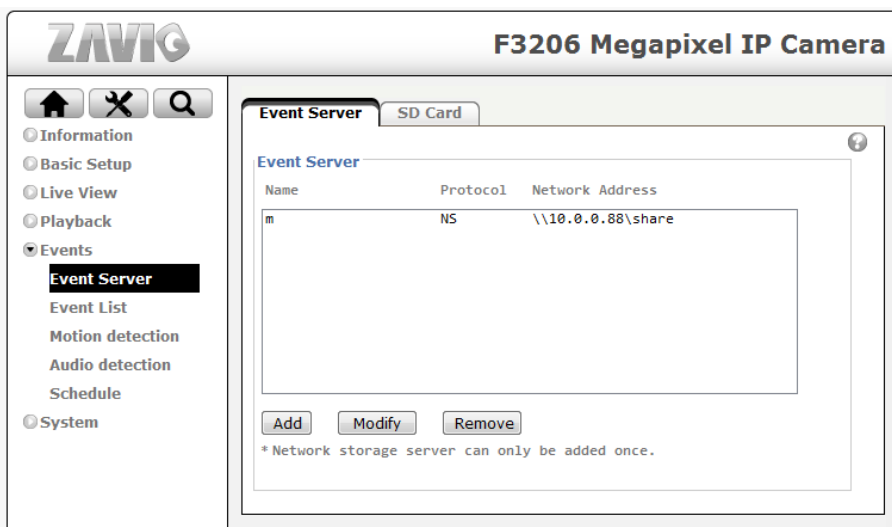 ZAVIO
F3206 Megapixel IP Camera
Information
Basic Setup
Live View
Playback
Events
Event Server
Event List
Motion detection
Audio detection
Schedule
System
Event Server
SD Card
?
Event Server
Name Protocol Network Address
m NS \\10.0.0.88\share
Add Modify Remove
* Network storage server can only be added once.